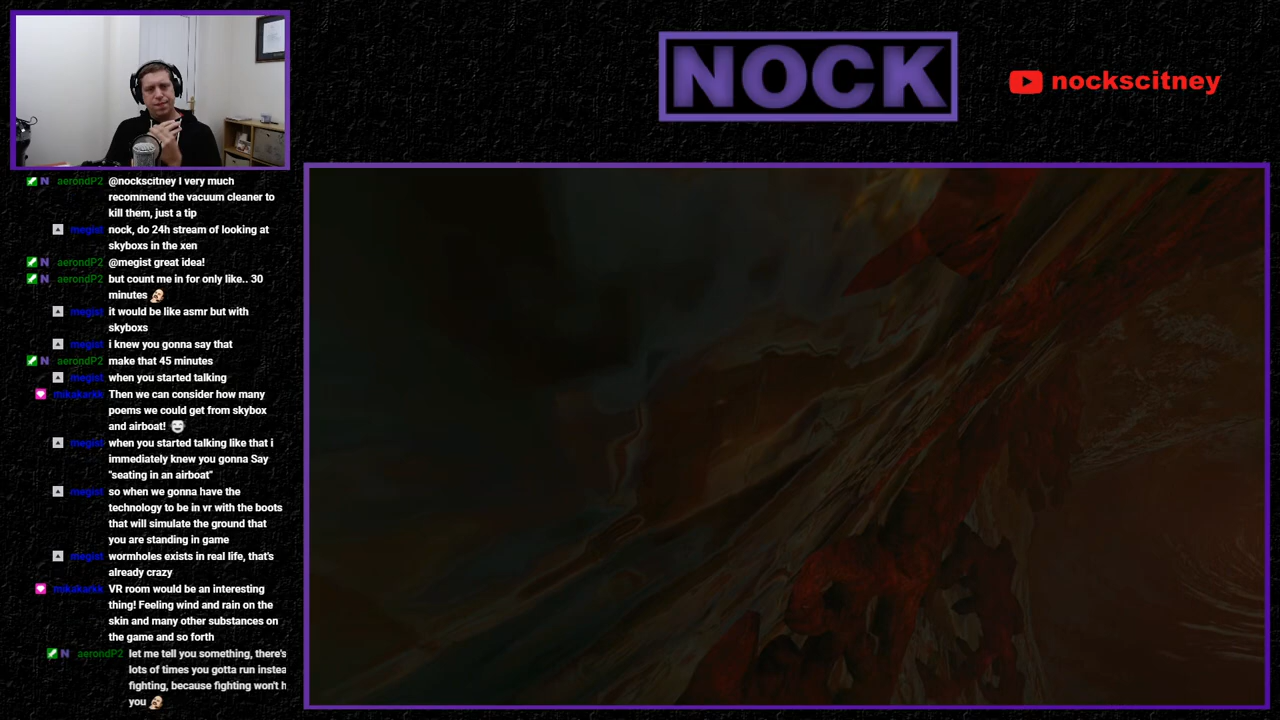 NOCK
nockscitney
aerondP2 @nockscitney I very much
recommend the vacuum cleaner to
kill them, just a tip
megist nock, do 24h stream of looking at
skyboxs in the xen
aerondP2 @megist great idea!
aerondP2 but count me in for only like.. 30
minutes
megist it would be like asmr but with
skyboxs
megist i knew you gonna say that
aerondP2 make that 45 minutes
megist when you started talking
Then we can consider how many
poems we could get from skybox
and airboat!
megist when you started talking like that i
immediately knew you gonna Say
"seating in an airboat"
megist so when we gonna have the
technology to be in vr with the boots
that will simulate the ground that
you are standing in game
megist wormholes exists in real life, that's
already crazy
VR room would be an interesting
thing! Feeling wind and rain on the
skin and many other substances on
the game and so forth
aerondP2 let me tell you something, there's
lots of times you gotta run instea
fighting, because fighting won't h
you